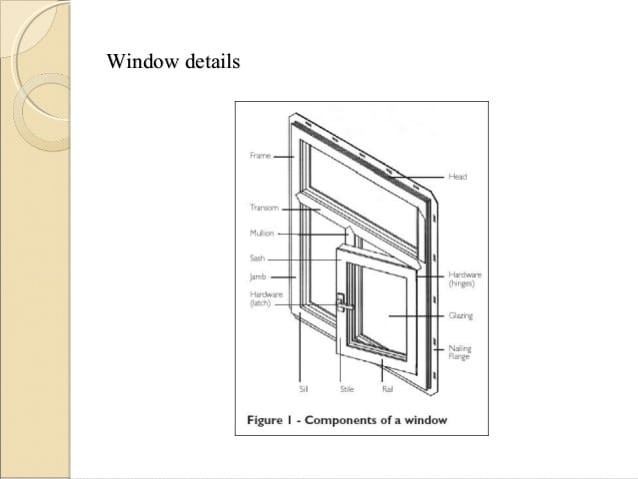 Window details
Frame
Head
Transom
Mullion
Sash
Jamb
Hardware
(latch)
Hardware
(hinges)
Glazing
Nailing
flange
Sill
Stile
Rail
Figure 1 - Components of a window